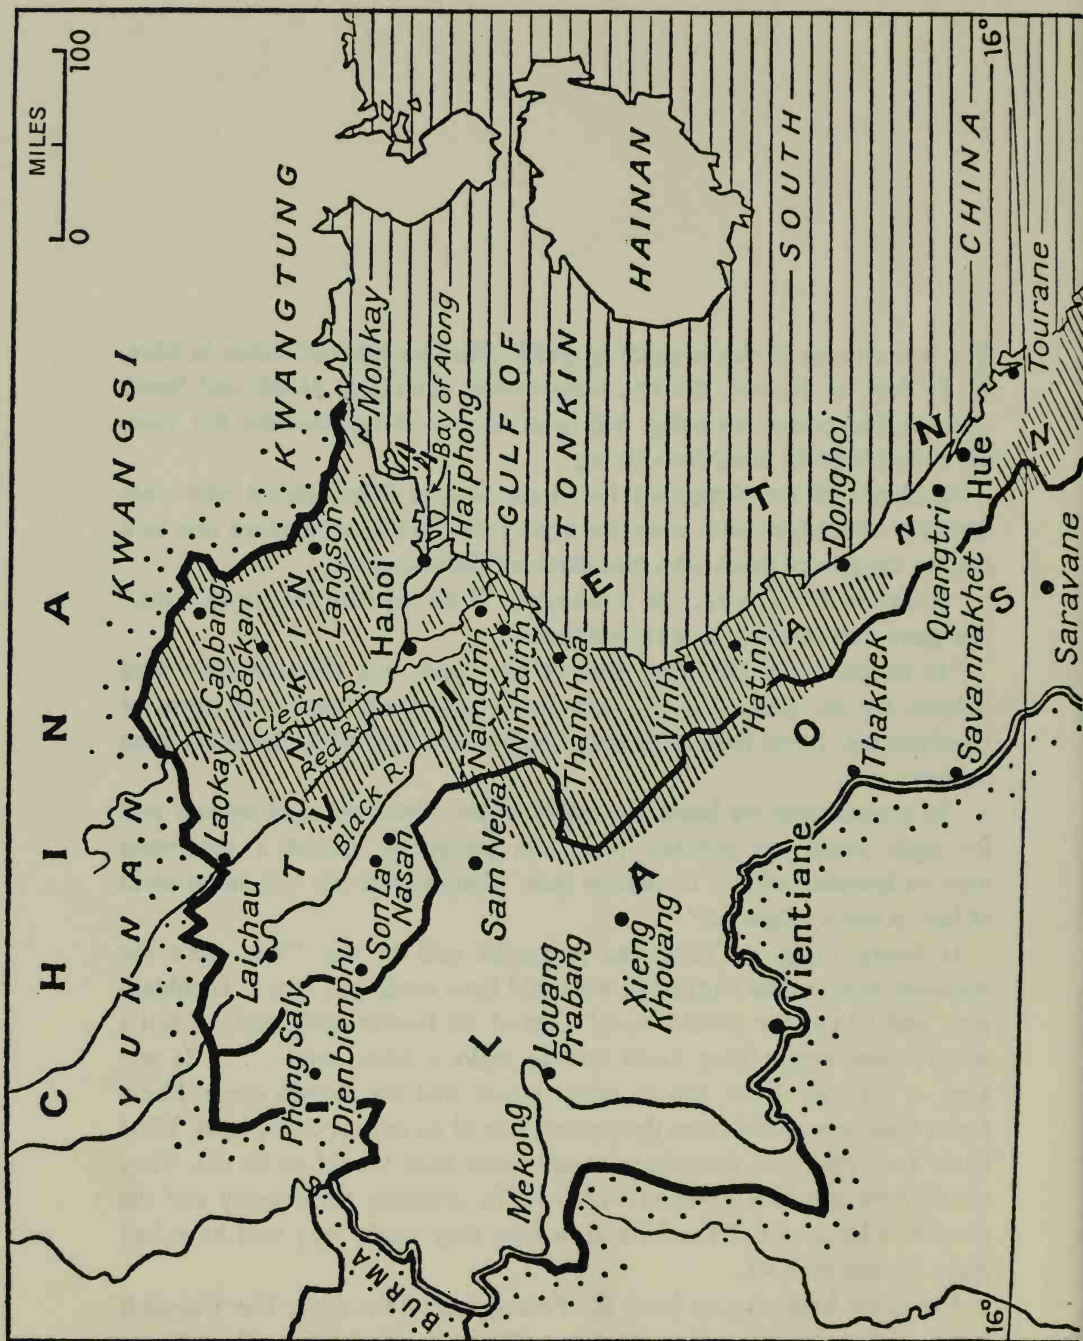 MILES
0 100
CHINA
YUNNAN
KWANGSI
KWANGTUNG
Caobang
Backan
Langson
Monkay
Laokay
Clear R.
Red R.
Black R.
TONKIN
Hanoi
Bay of Along
Haiphong
Laichau
Phong Saly
Dienbienphu
Son La
Nasan
Namdinh
Ninhdinh
Thanhhoa
Sam Neua
GULF OF
TONKIN
HAINAN
BURMA
Mekong
Louang
Prabang
Xieng
Khouang
Vinh
Hatinh
VIET N
LAOS
SOUTH
CHINA
Vientiane
Thakhek
Donghoi
ANN
Quangtri
Hue
Savannakhet
Tourane
Saravane
16° 16°